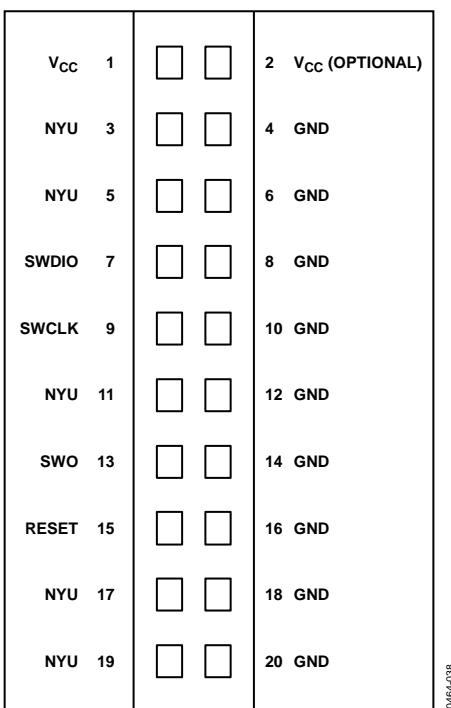 VCC 1 2 VCC (OPTIONAL)
NYU 3 4 GND
NYU 5 6 GND
SWDIO 7 8 GND
SWCLK 9 10 GND
NYU 11 12 GND
SWO 13 14 GND
RESET 15 16 GND
NYU 17 18 GND
NYU 19 20 GND